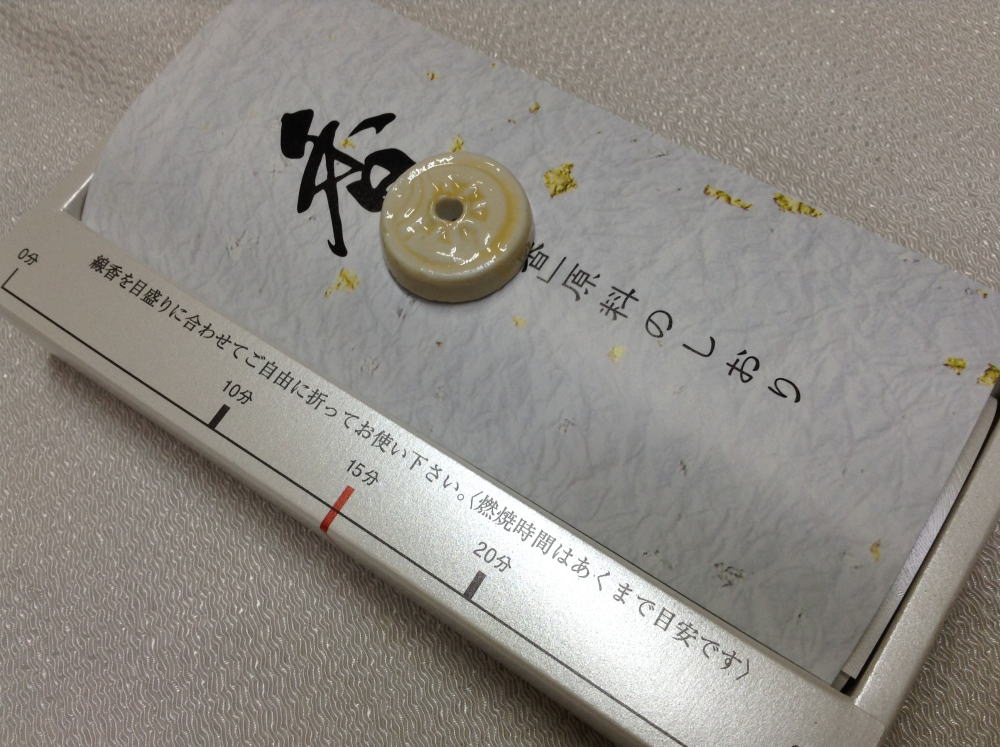 香
香」原料のしおり
線香を目盛りに合わせてご自由に折ってお使い下さい。〈燃焼時間はあくまで目安です〉
0分
10分
15分
20分